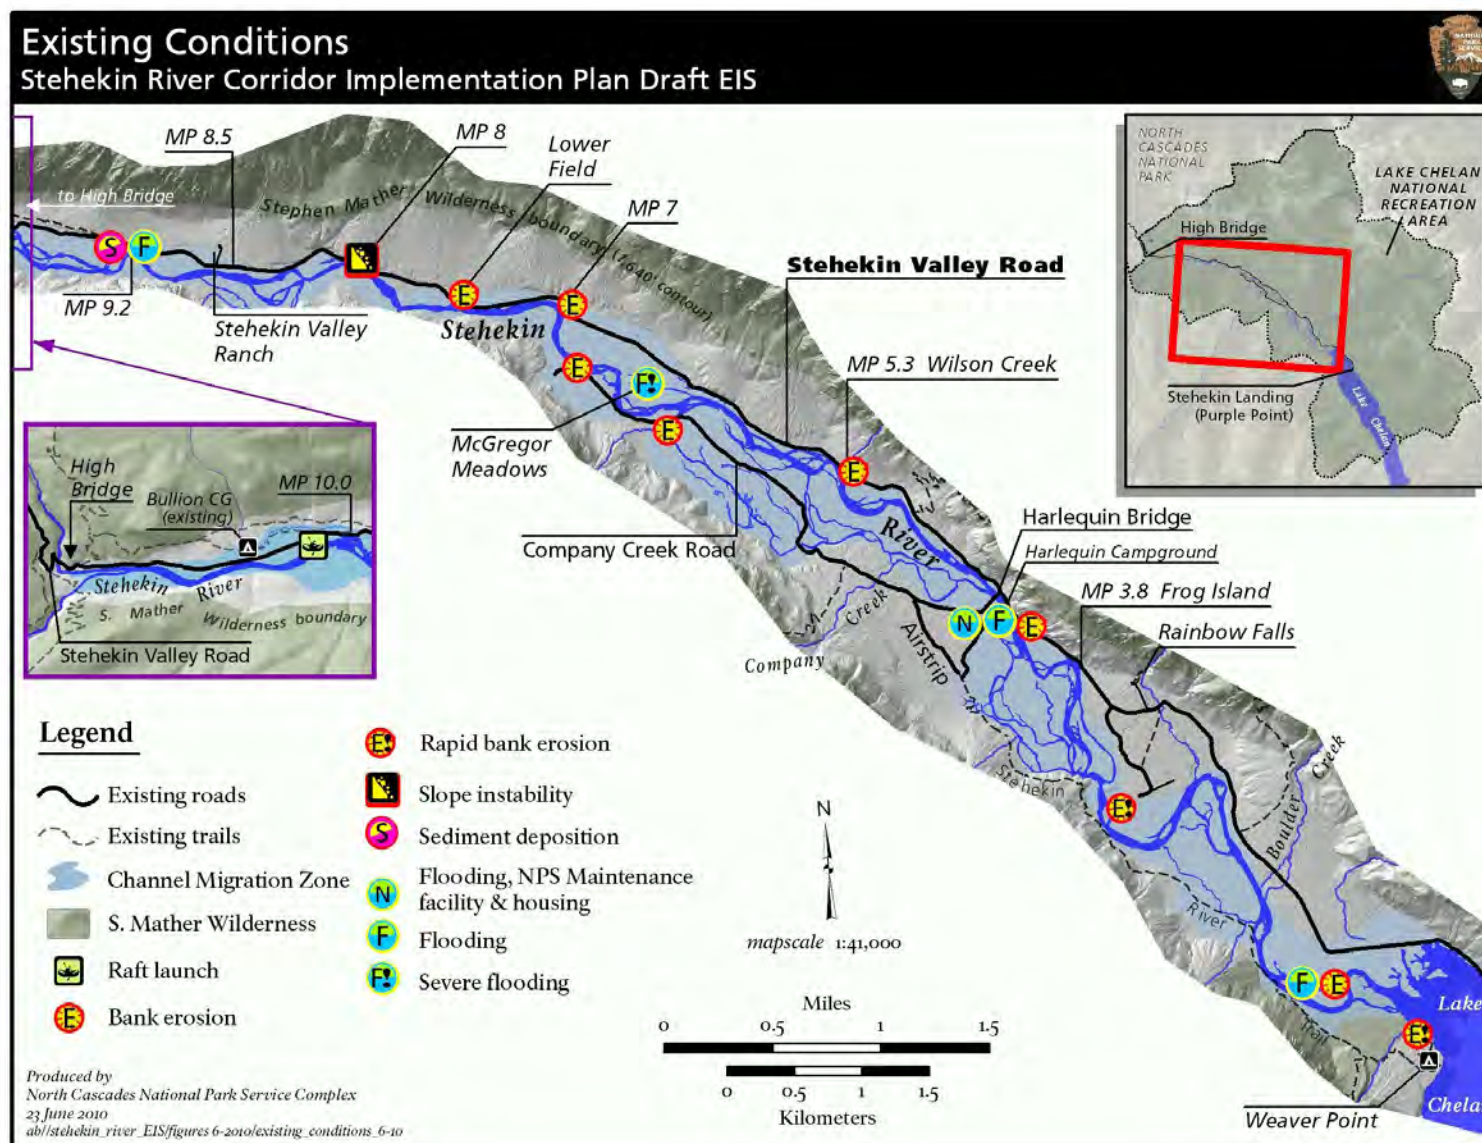 Existing Conditions
Stehekin River Corridor Implementation Plan Draft EIS
NATIONAL
PARK
SERVICE
MP 8.5
MP 8
Lower
Field
MP 7
to High Bridge
Stephen Mather Wilderness boundary (1,640' contour)
S
F
E
E
MP 9.2
Stehekin Valley
Ranch
Stehekin
Stehekin Valley Road
E
F!
E
McGregor
Meadows
MP 5.3 Wilson Creek
E
Company Creek Road
River
Harlequin Bridge
Harlequin Campground
MP 3.8 Frog Island
Rainbow Falls
N
F
E
Company
Creek
Airstrip
Stehekin
River
Trail
E!
Boulder
Creek
F
E
E!
Lake
Chelan
Weaver Point
NORTH
CASCADES
NATIONAL
PARK
LAKE CHELAN
NATIONAL
RECREATION
AREA
High Bridge
Stehekin Landing
(Purple Point)
Lake Chelan
High
Bridge
Bullion CG
(existing)
MP 10.0
Stehekin River
S. Mather Wilderness boundary
Stehekin Valley Road
Legend
Existing roads
Existing trails
Channel Migration Zone
S. Mather Wilderness
Raft launch
E Bank erosion
E! Rapid bank erosion
Slope instability
S Sediment deposition
N Flooding, NPS Maintenance
facility & housing
F Flooding
F! Severe flooding
N
mapscale 1:41,000
Miles
0 0.5 1 1.5
0 0.5 1 1.5
Kilometers
Produced by
North Cascades National Park Service Complex
23 June 2010
ab//stehekin_river_EIS/figures 6-2010/existing_conditions_6-10